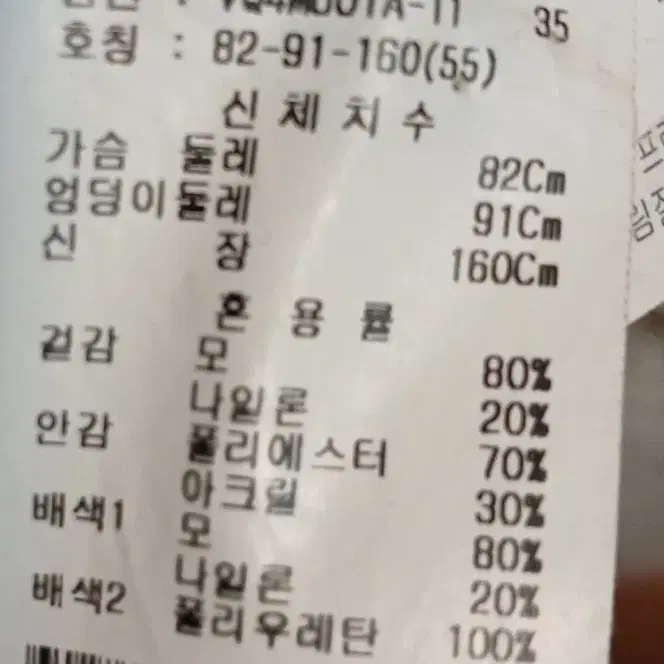 35
호칭 : 82-91-160(55)
신체치수
가슴 둘레 82Cm
엉덩이둘레 91Cm
신 장 160Cm
혼 용 률
겉감 모 80%
나일론 20%
안감 폴리에스터 70%
아크릴 30%
배색1 모 80%
나일론 20%
배색2 폴리우레탄 100%